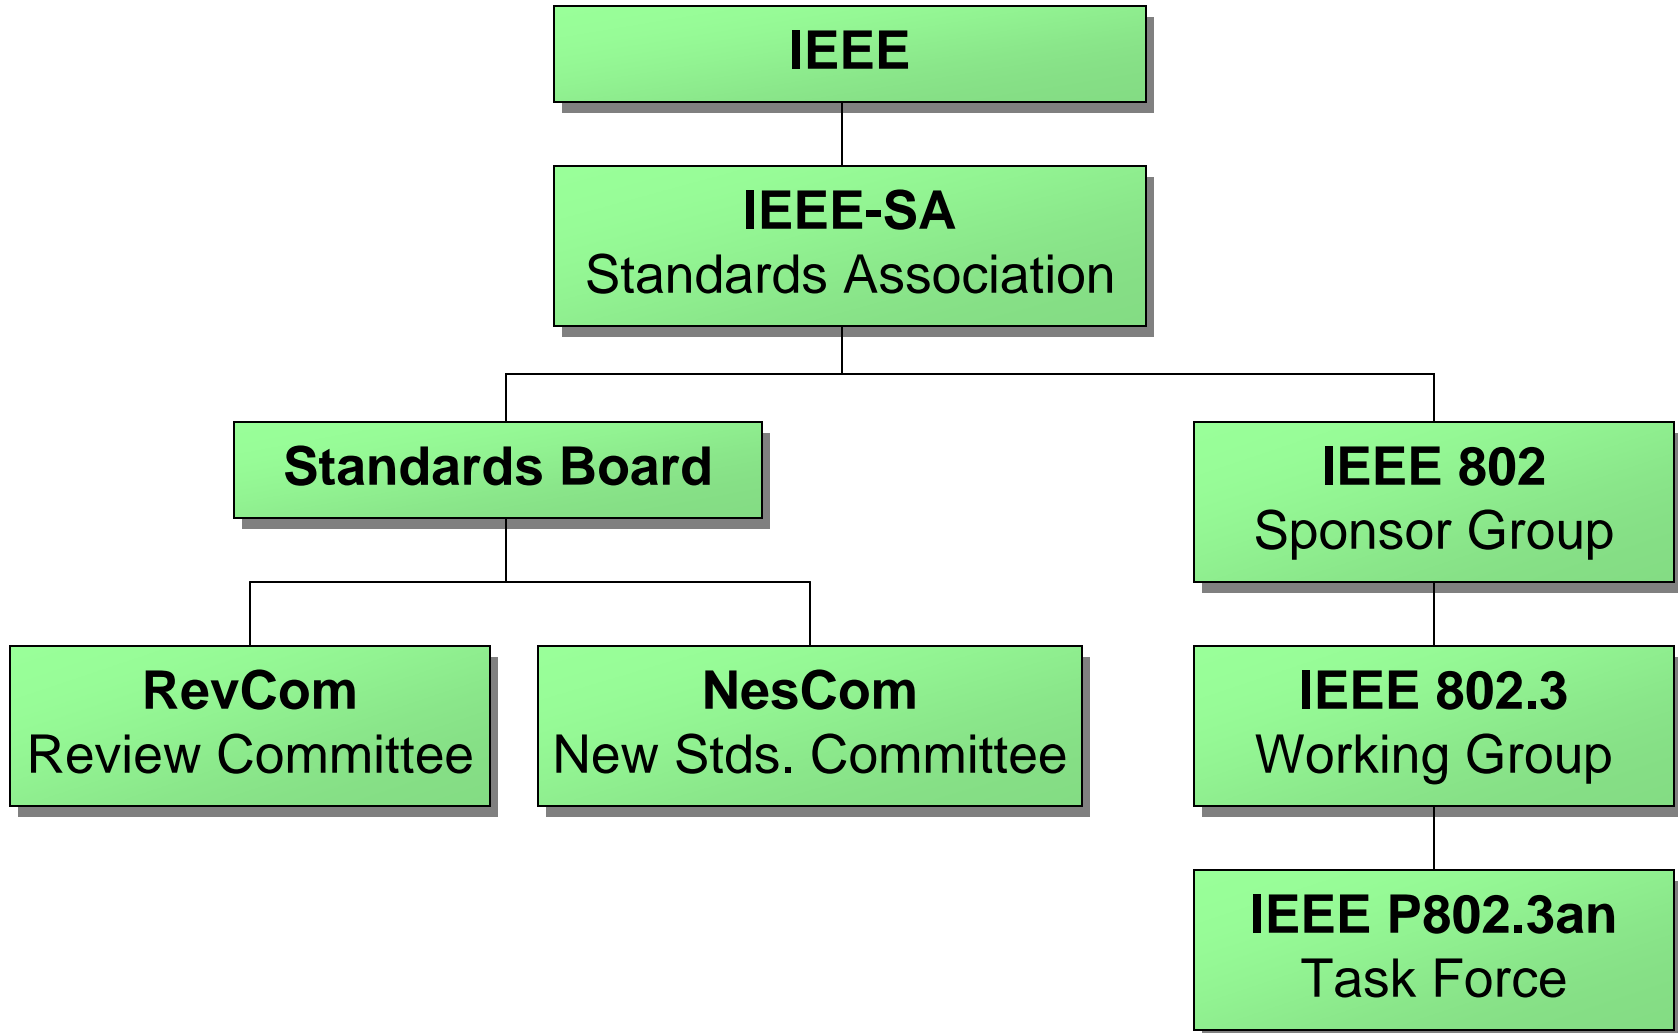 IEEE
IEEE-SA
Standards Association
Standards Board
IEEE 802
Sponsor Group
RevCom
Review Committee
NesCom
New Stds. Committee
IEEE 802.3
Working Group
IEEE P802.3an
Task Force